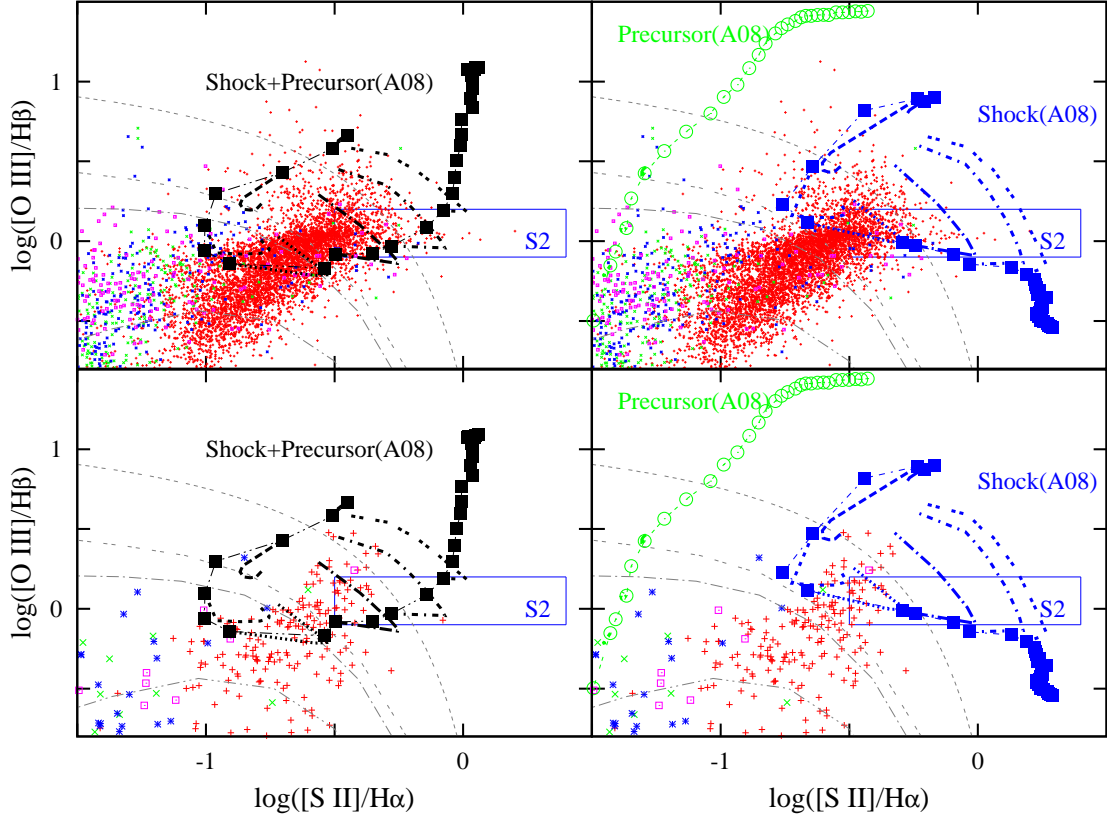 Shock+Precursor(A08)
S2
1
0
log([O III]/Hβ)
Precursor(A08)
Shock(A08)
S2
Shock+Precursor(A08)
S2
1
0
log([O III]/Hβ)
-1
0
log([S II]/Hα)
Precursor(A08)
Shock(A08)
S2
-1
0
log([S II]/Hα)